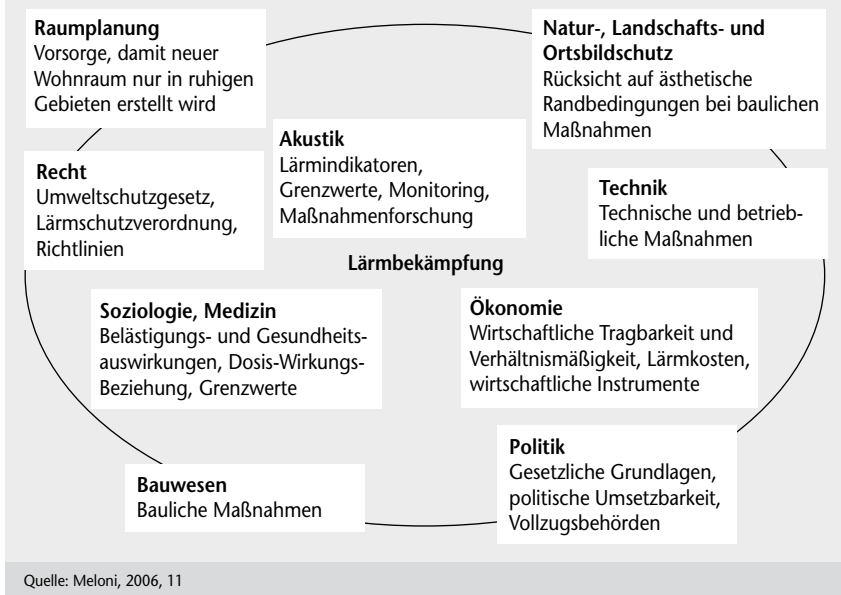 Raumplanung
Vorsorge, damit neuer
Wohnraum nur in ruhigen
Gebieten erstellt wird
Natur-, Landschafts- und
Ortsbildschutz
Rücksicht auf ästhetische
Randbedingungen bei baulichen
Maßnahmen
Akustik
Lärmindikatoren,
Grenzwerte, Monitoring,
Maßnahmenforschung
Recht
Umweltschutzgesetz,
Lärmschutzverordnung,
Richtlinien
Technik
Technische und betrieb-
liche Maßnahmen
Lärmbekämpfung
Soziologie, Medizin
Belästigungs- und Gesundheits-
auswirkungen, Dosis-Wirkungs-
Beziehung, Grenzwerte
Ökonomie
Wirtschaftliche Tragbarkeit und
Verhältnismäßigkeit, Lärmkosten,
wirtschaftliche Instrumente
Politik
Gesetzliche Grundlagen,
politische Umsetzbarkeit,
Vollzugsbehörden
Bauwesen
Bauliche Maßnahmen
Quelle: Meloni, 2006, 11